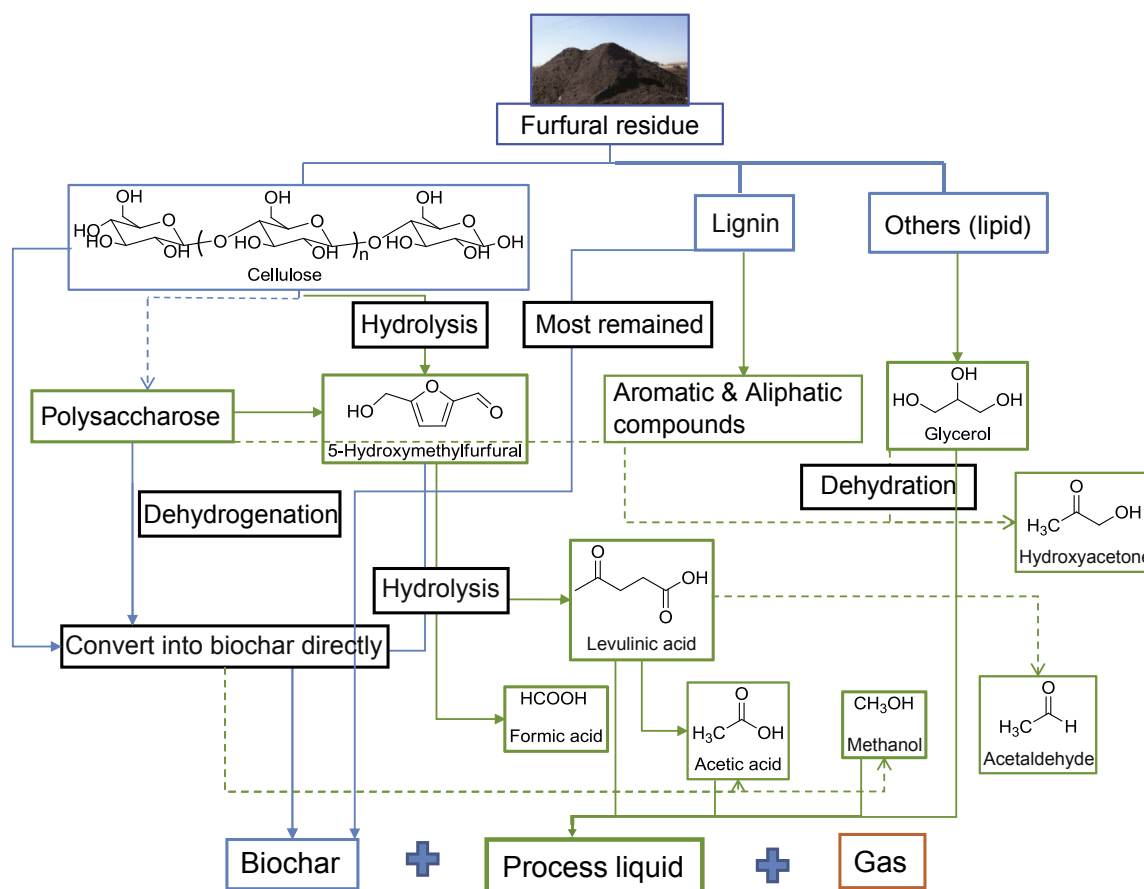 Furfural residue
OH
OH
OH
O
O
O
HO
HO
OH
O
HO
OH
O
HO
OH
OH
( ) n
Cellulose
Lignin
Others (lipid)
Hydrolysis
Most remained
Polysaccharose
HO
O
O
5-Hydroxymethylfurfural
Aromatic & Aliphatic
compounds
OH
HO
OH
Glycerol
Dehydrogenation
Dehydration
O
OH
H3C
Hydroxyacetone
Hydrolysis
O
OH
O
Levulinic acid
Convert into biochar directly
HCOOH
Formic acid
O
H3C
OH
Acetic acid
CH3OH
Methanol
O
H3C
H
Acetaldehyde
Biochar
Process liquid
Gas